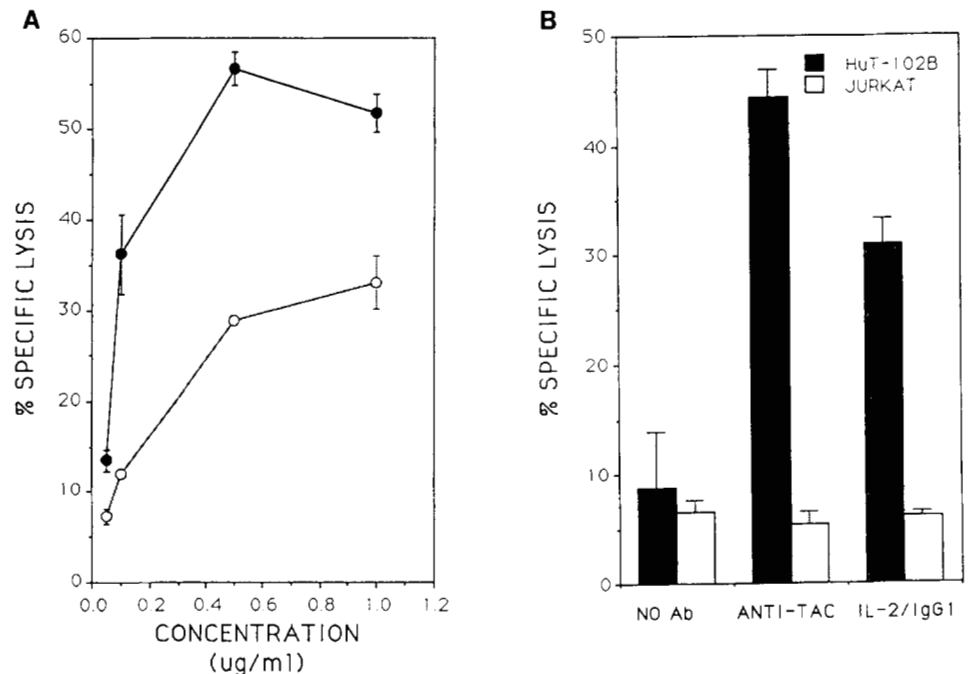 A
60
50
40
30
20
10
0
% SPECIFIC LYSIS
0.0 0.2 0.4 0.6 0.8 1.0 1.2
CONCENTRATION
(ug/ml)
B
50
40
30
20
10
0
% SPECIFIC LYSIS
HuT-102B
JURKAT
NO Ab ANTI-TAC IL-2/IgG1